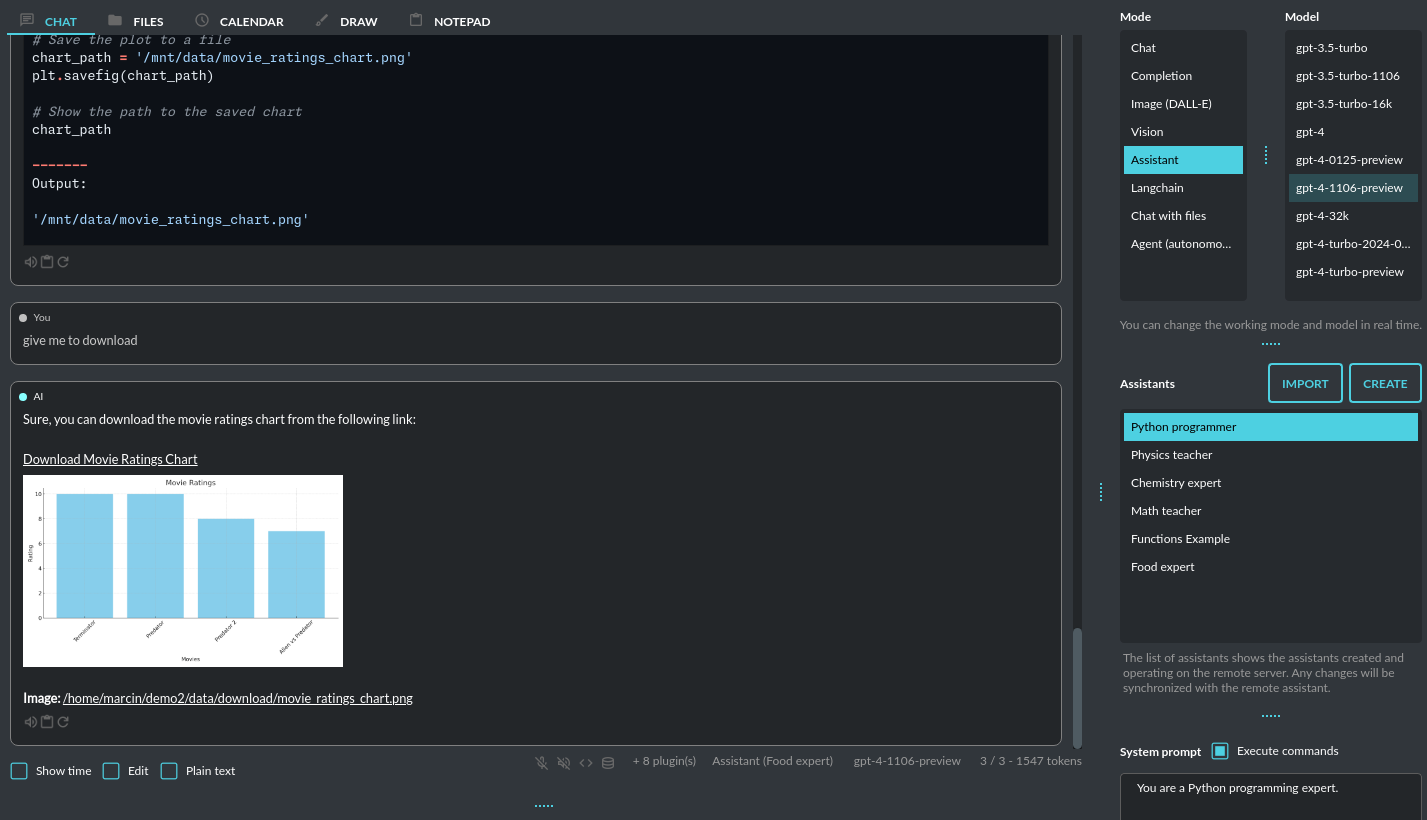 CHAT FILES CALENDAR DRAW NOTEPAD
# Save the plot to a file
chart_path = '/mnt/data/movie_ratings_chart.png'
plt.savefig(chart_path)
# Show the path to the saved chart
chart_path
-------
Output:
'/mnt/data/movie_ratings_chart.png'
You
give me to download
AI
Sure, you can download the movie ratings chart from the following link:
Download Movie Ratings Chart
Movie Ratings
10
8
6
4
2
0
Rating
Terminator
Predator
Predator 2
Alien vs Predator
Movies
Image: /home/marcin/demo2/data/download/movie_ratings_chart.png
Show time Edit Plain text
+ 8 plugin(s) Assistant (Food expert) gpt-4-1106-preview 3 / 3 - 1547 tokens
Mode
Chat
Completion
Image (DALL-E)
Vision
Assistant
Langchain
Chat with files
Agent (autonomo...
Model
gpt-3.5-turbo
gpt-3.5-turbo-1106
gpt-3.5-turbo-16k
gpt-4
gpt-4-0125-preview
gpt-4-1106-preview
gpt-4-32k
gpt-4-turbo-2024-0...
gpt-4-turbo-preview
You can change the working mode and model in real time.
Assistants IMPORT CREATE
Python programmer
Physics teacher
Chemistry expert
Math teacher
Functions Example
Food expert
The list of assistants shows the assistants created and
operating on the remote server. Any changes will be
synchronized with the remote assistant.
System prompt Execute commands
You are a Python programming expert.